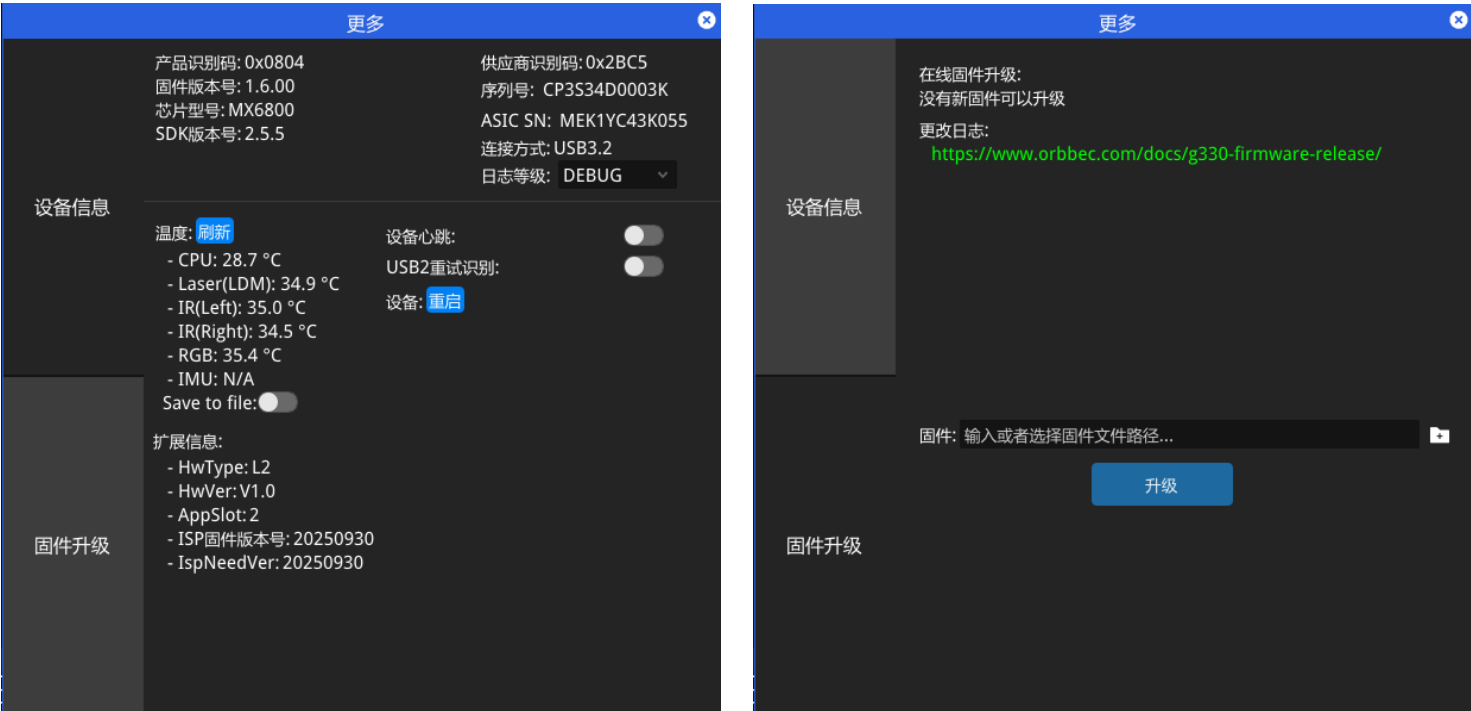 更多
产品识别码: 0x0804
固件版本号: 1.6.00
芯片型号: MX6800
SDK版本号: 2.5.5
供应商识别码: 0x2BC5
序列号: CP3S34D0003K
ASIC SN: MEK1YC43K055
连接方式: USB3.2
日志等级: DEBUG
设备信息
温度: 刷新
- CPU: 28.7 °C
- Laser(LDM): 34.9 °C
- IR(Left): 35.0 °C
- IR(Right): 34.5 °C
- RGB: 35.4 °C
- IMU: N/A
Save to file:
设备心跳:
USB2重试识别:
设备: 重启
扩展信息:
- HwType: L2
- HwVer: V1.0
- AppSlot: 2
- ISP固件版本号: 20250930
- IspNeedVer: 20250930
固件升级
更多
在线固件升级:
没有新固件可以升级
更改日志:
https://www.orbbec.com/docs/g330-firmware-release/
设备信息
固件: 输入或者选择固件文件路径...
升级
固件升级